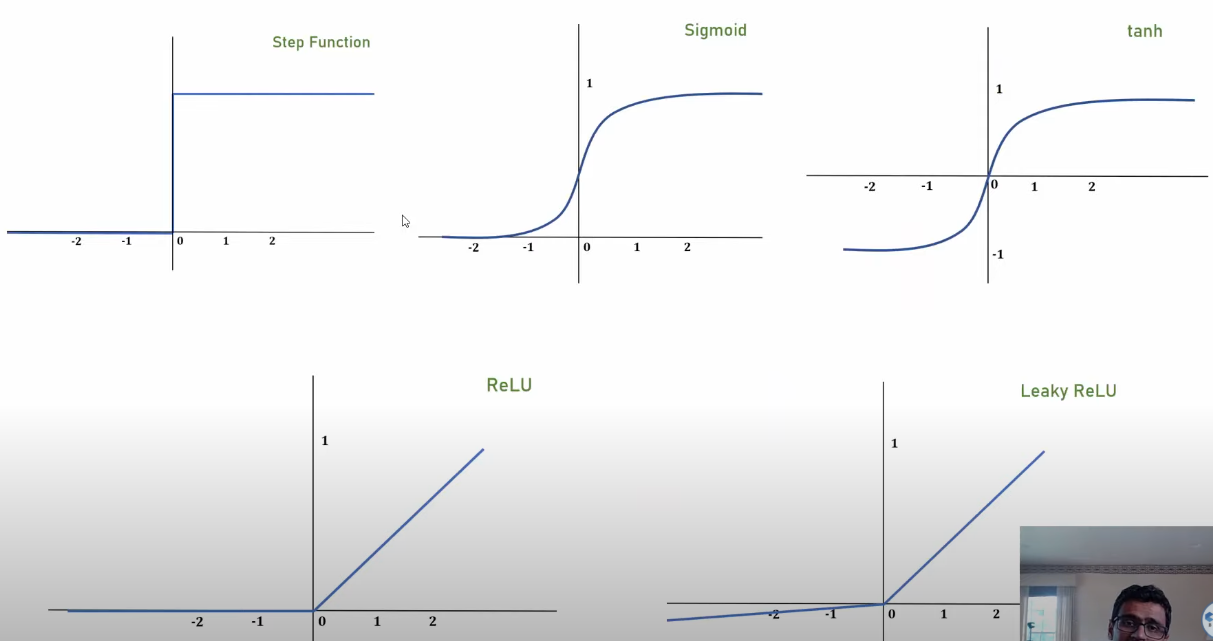 Step Function
-2 -1 0 1 2
Sigmoid
1
-2 -1 0 1 2
tanh
1
-2 -1 0 1 2
-1
ReLU
1
-2 -1 0 1 2
Leaky ReLU
1
-2 -1 0 1 2